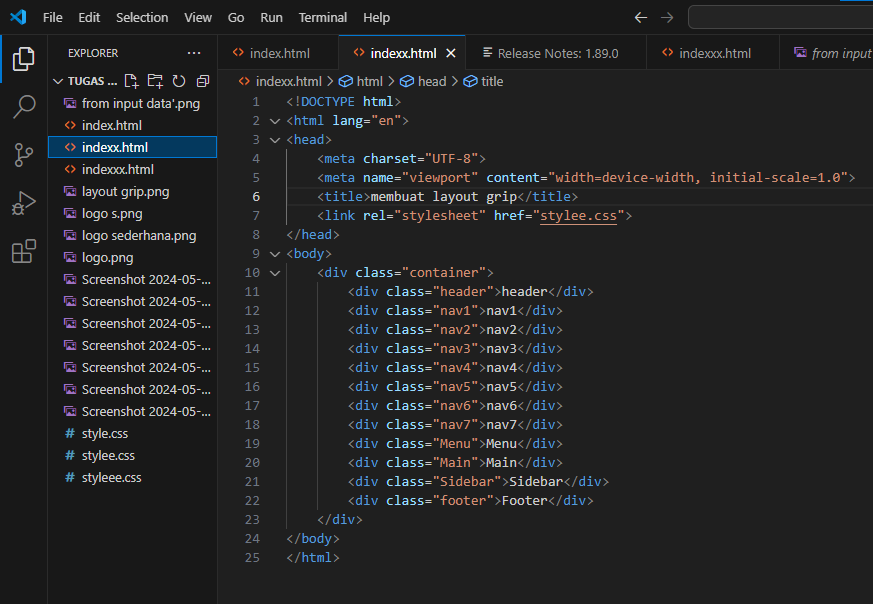 File Edit Selection View Go Run Terminal Help
EXPLORER
TUGAS ...
from input data'.png
index.html
indexx.html
indexxx.html
layout grip.png
logo s.png
logo sederhana.png
logo.png
Screenshot 2024-05-...
Screenshot 2024-05-...
Screenshot 2024-05-...
Screenshot 2024-05-...
Screenshot 2024-05-...
Screenshot 2024-05-...
Screenshot 2024-05-...
style.css
stylee.css
styleee.css
index.html indexx.html Release Notes: 1.89.0 indexxx.html from input
indexx.html > html > head > title
1 <!DOCTYPE html>
2 <html lang="en">
3 <head>
4 <meta charset="UTF-8">
5 <meta name="viewport" content="width=device-width, initial-scale=1.0">
6 <title>membuat layout grip</title>
7 <link rel="stylesheet" href="stylee.css">
8 </head>
9 <body>
10 <div class="container">
11 <div class="header">header</div>
12 <div class="nav1">nav1</div>
13 <div class="nav2">nav2</div>
14 <div class="nav3">nav3</div>
15 <div class="nav4">nav4</div>
16 <div class="nav5">nav5</div>
17 <div class="nav6">nav6</div>
18 <div class="nav7">nav7</div>
19 <div class="Menu">Menu</div>
20 <div class="Main">Main</div>
21 <div class="Sidebar">Sidebar</div>
22 <div class="footer">Footer</div>
23 </div>
24 </body>
25 </html>